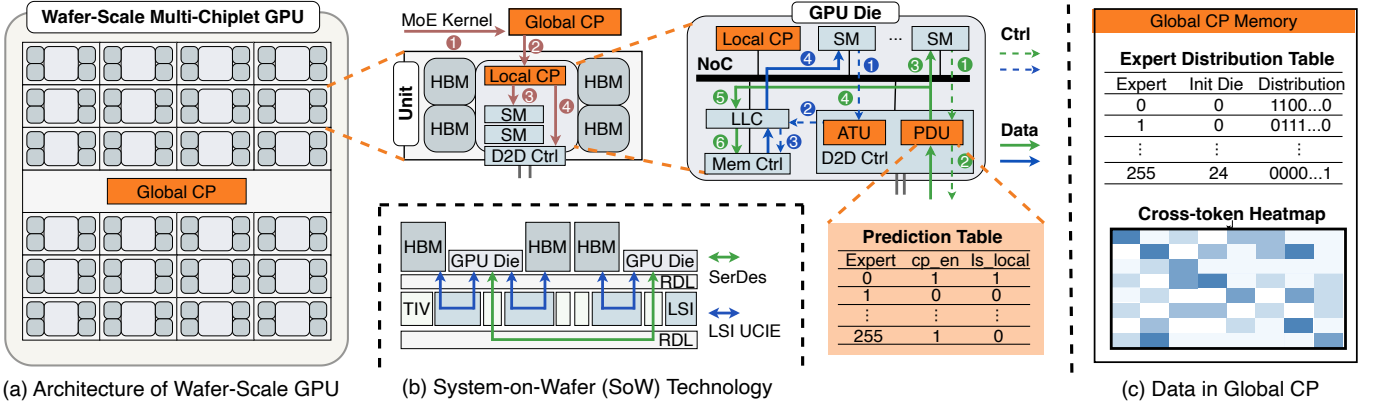 Wafer-Scale Multi-Chiplet GPU
Global CP
(a) Architecture of Wafer-Scale GPU
MoE Kernel
Global CP
1
2
Unit
HBM
HBM
HBM
HBM
Local CP
3
4
SM
SM
D2D Ctrl
GPU Die
Local CP
SM
...
SM
NoC
4
1
3
1
5
4
LLC
2
ATU
PDU
6
3
D2D Ctrl
2
Mem Ctrl
Ctrl
Data
HBM
HBM
HBM
GPU Die
GPU Die
RDL
TIV
LSI
RDL
SerDes
LSI UCIE
Prediction Table
Expert cp_en ls_local
0 1 1
1 0 0
⋮ ⋮ ⋮
255 1 0
(b) System-on-Wafer (SoW) Technology
Global CP Memory
Expert Distribution Table
Expert Init Die Distribution
0 0 1100...0
1 0 0111...0
⋮ ⋮ ⋮
255 24 0000...1
Cross-token Heatmap
(c) Data in Global CP